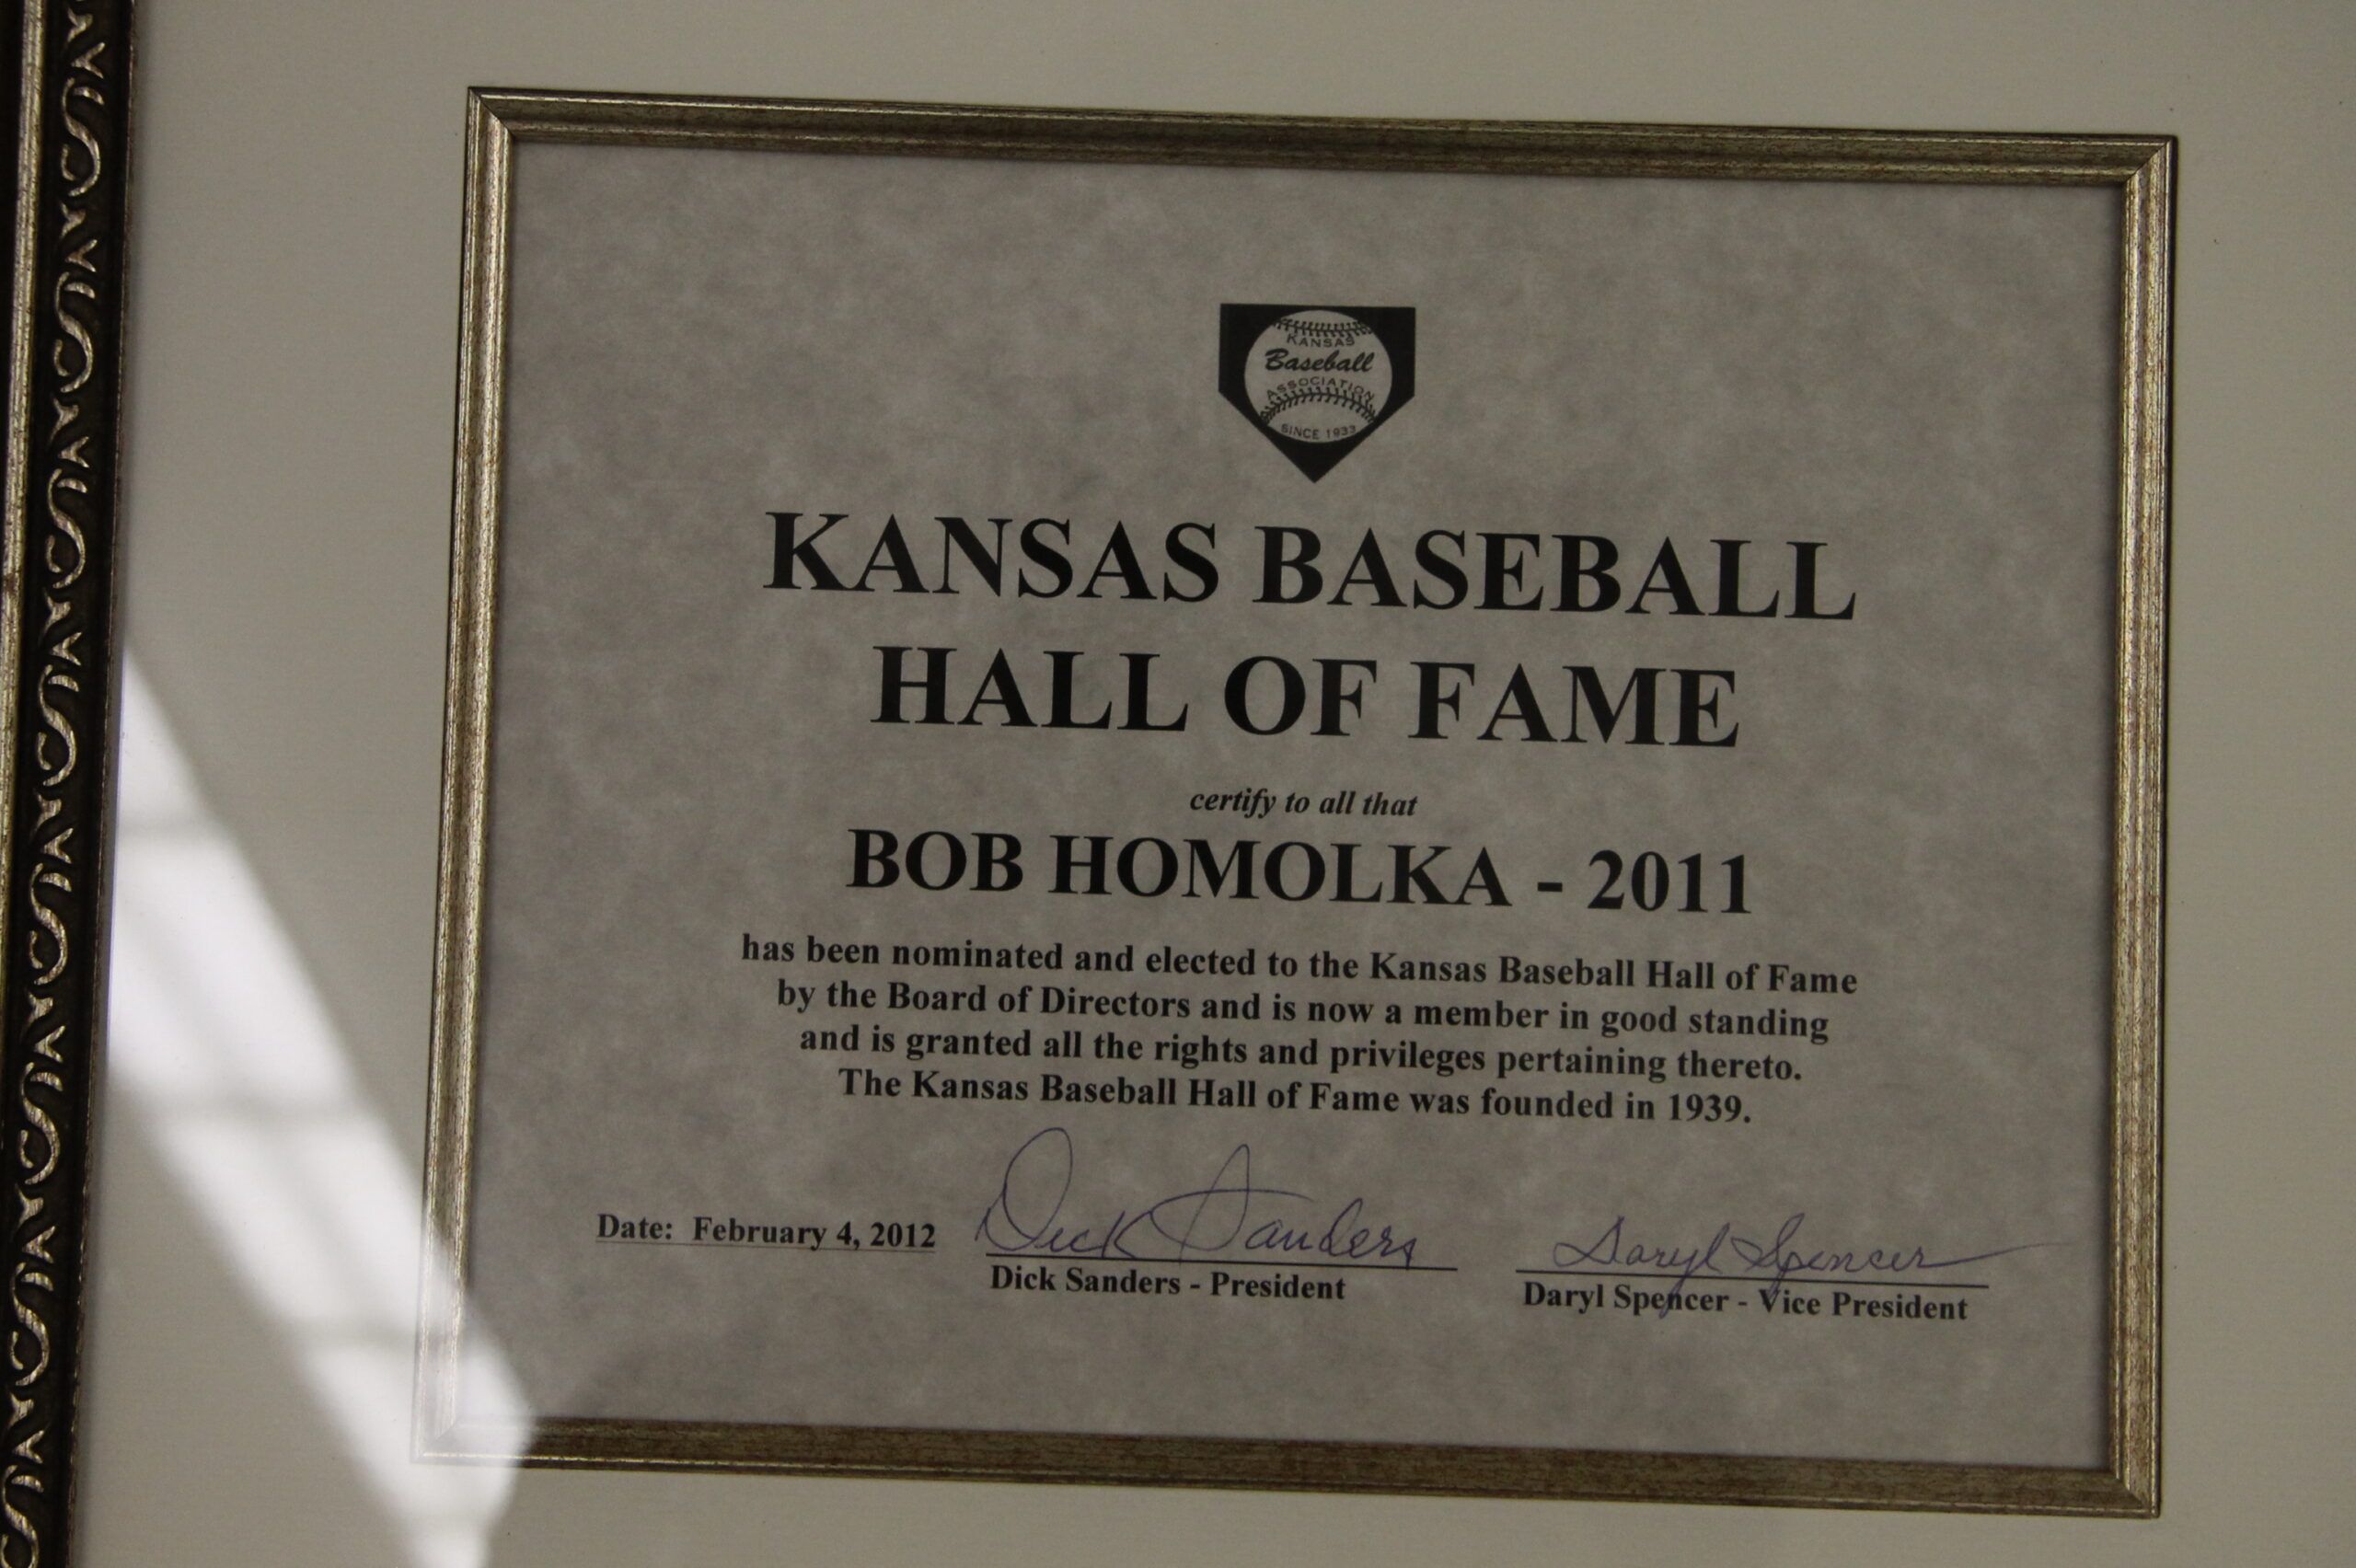 KANSAS
Baseball
ASSOCIATION
SINCE 1933
KANSAS BASEBALL
HALL OF FAME
certify to all that
BOB HOMOLKA - 2011
has been nominated and elected to the Kansas Baseball Hall of Fame
by the Board of Directors and is now a member in good standing
and is granted all the rights and privileges pertaining thereto.
The Kansas Baseball Hall of Fame was founded in 1939.
Date: February 4, 2012 Dick Sanders Daryl Spencer
Dick Sanders - President Daryl Spencer - Vice President